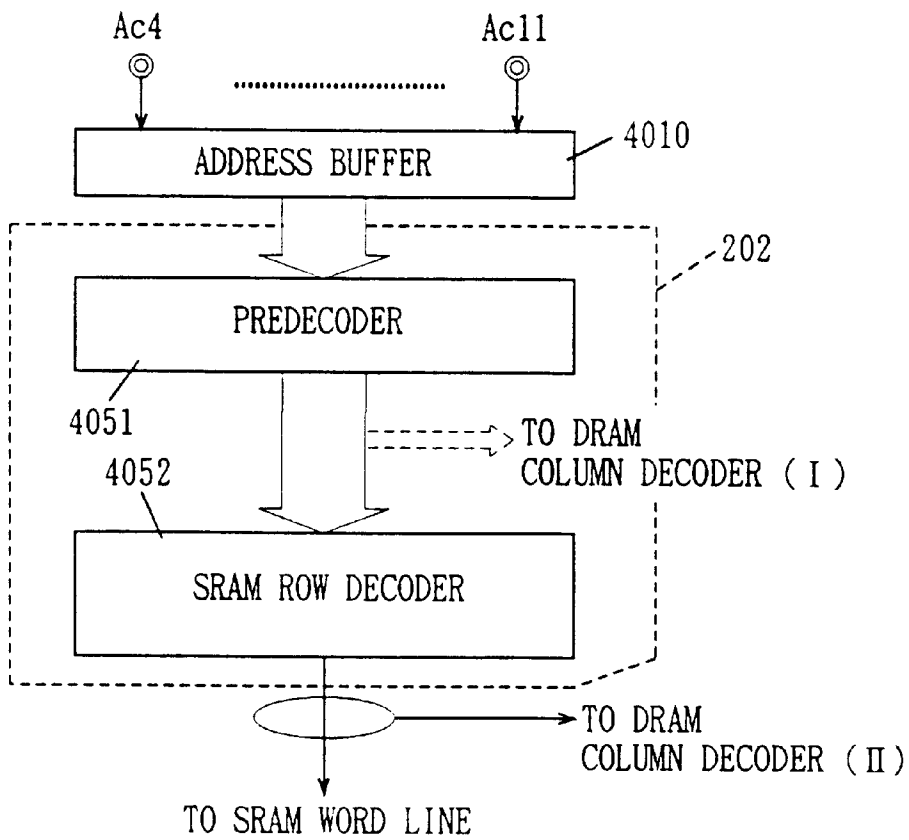 Ac4
Ac11
ADDRESS BUFFER
4010
202
PREDECODER
4051
TO DRAM
COLUMN DECODER (I)
4052
SRAM ROW DECODER
TO DRAM
COLUMN DECODER (II)
TO SRAM WORD LINE